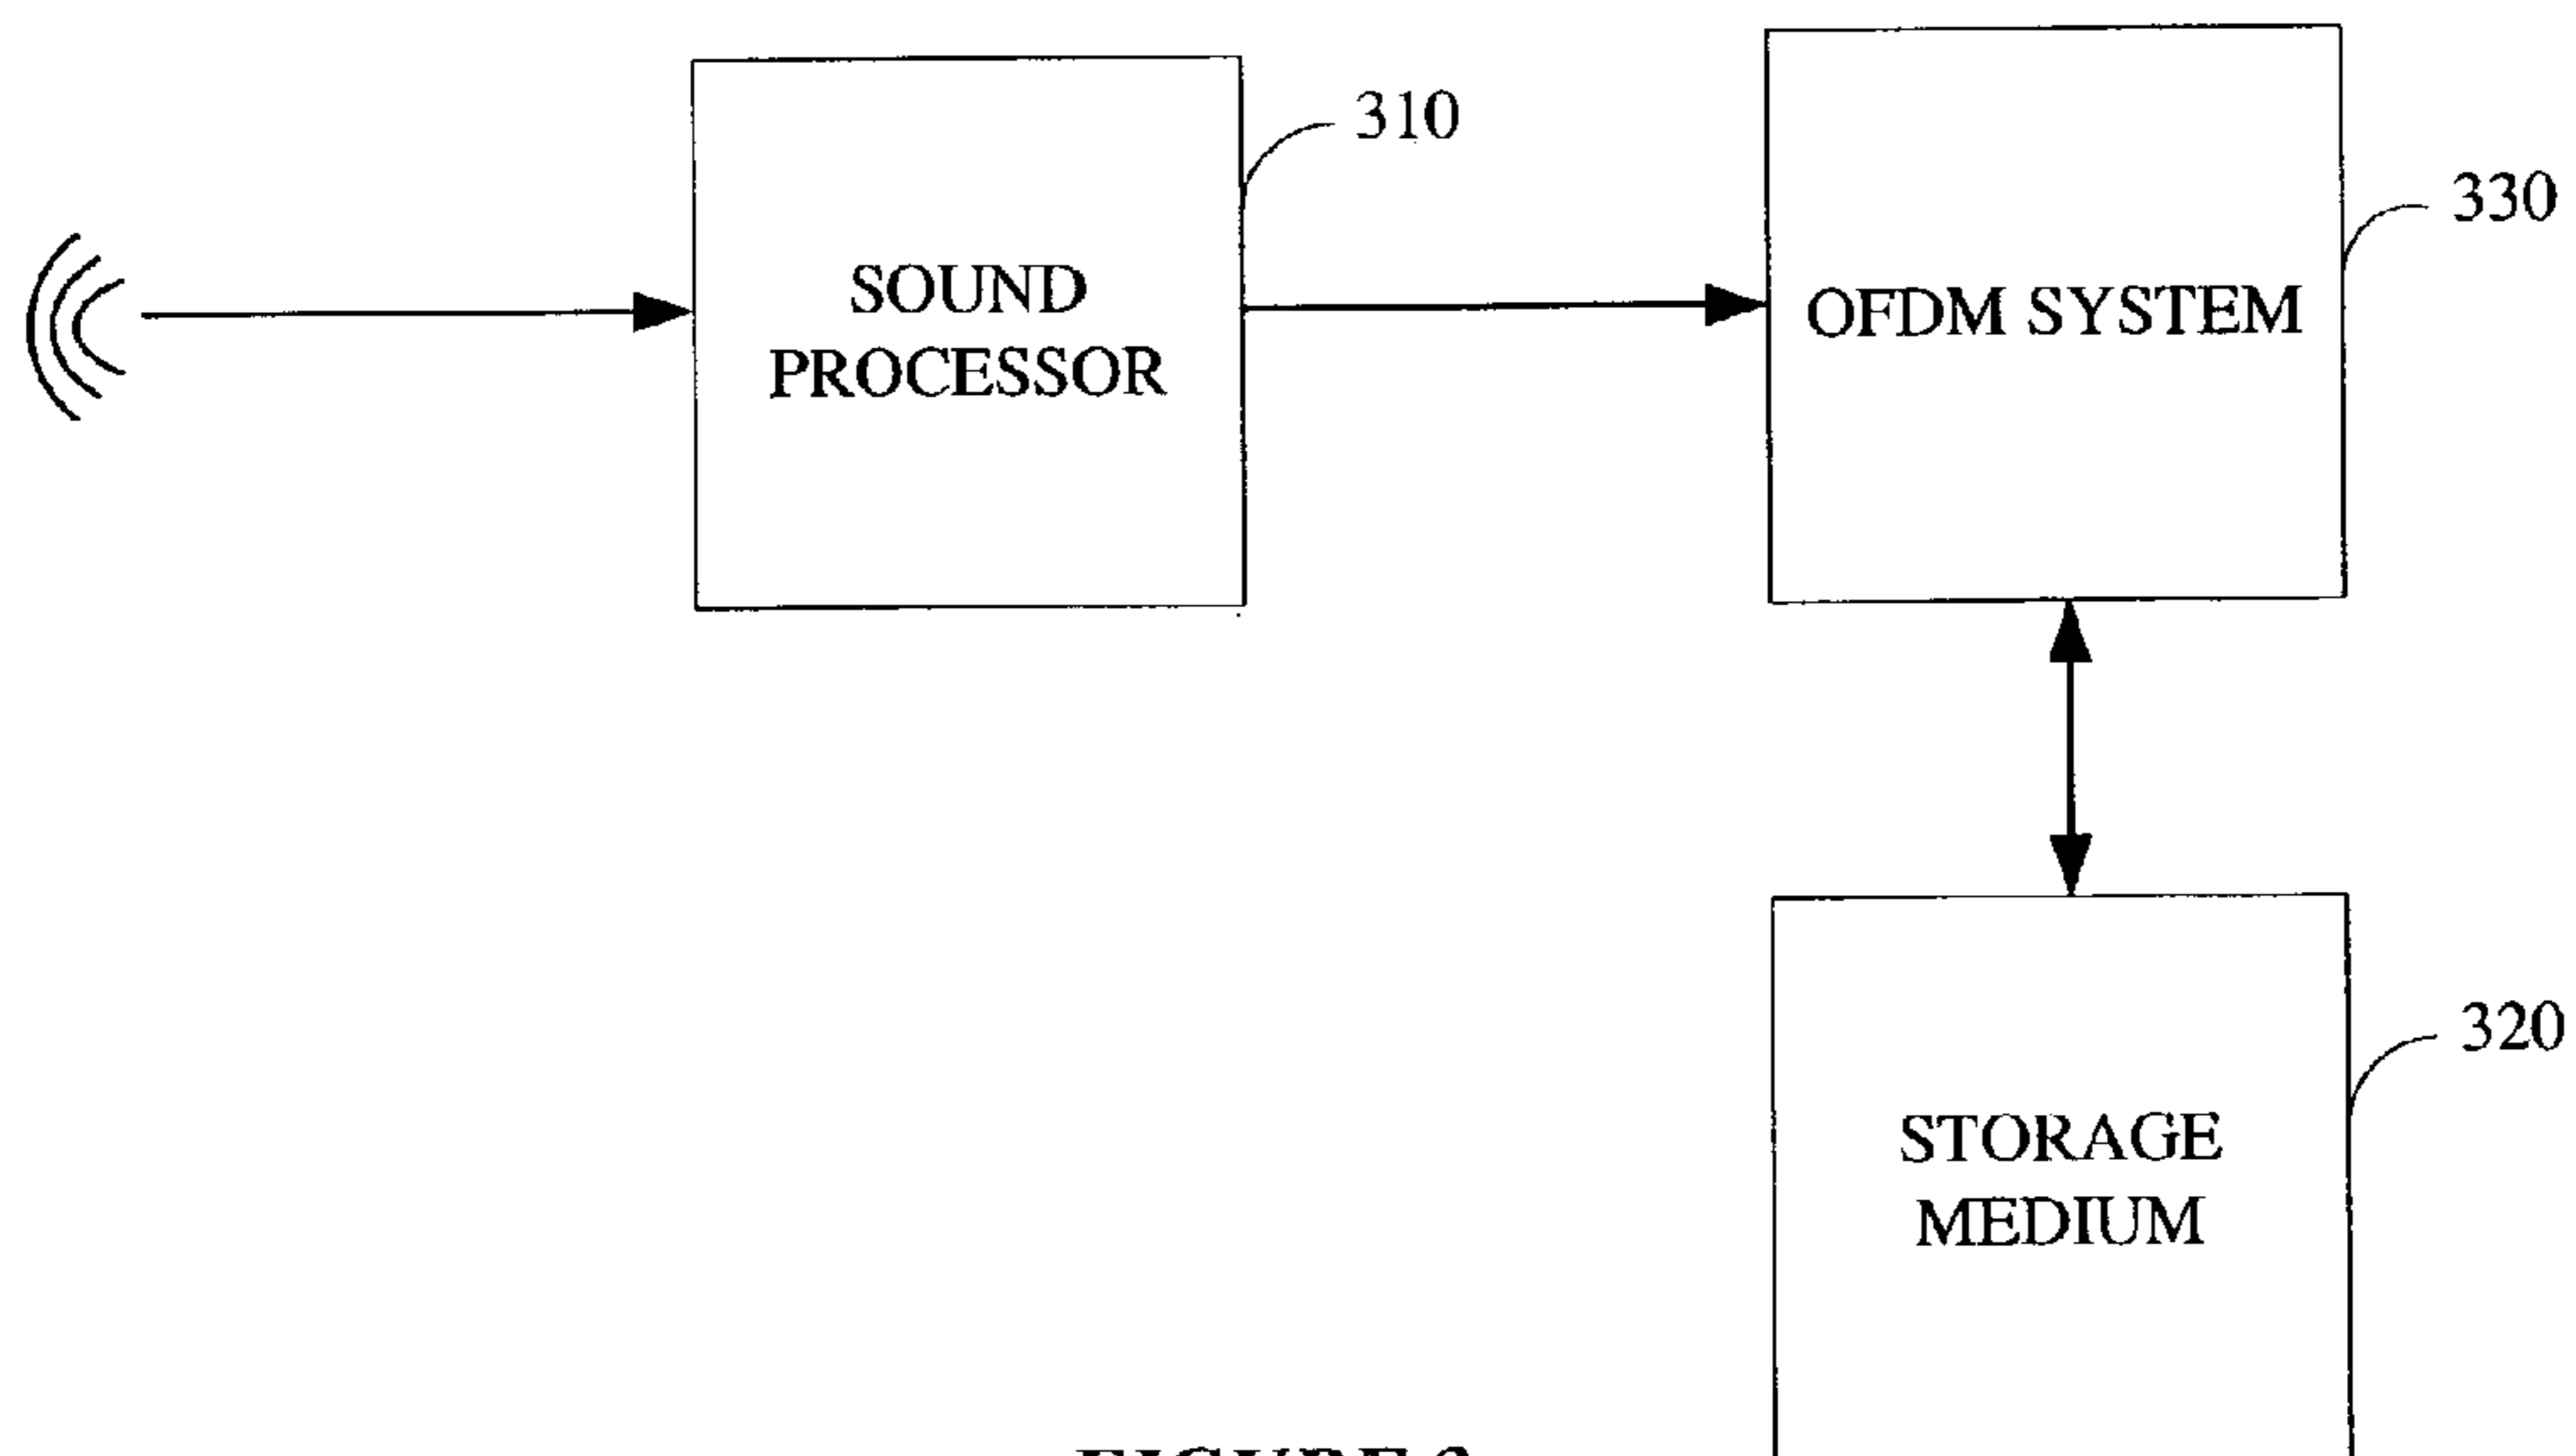 310
330
SOUND
PROCESSOR
OFDM SYSTEM
320
STORAGE
MEDIUM